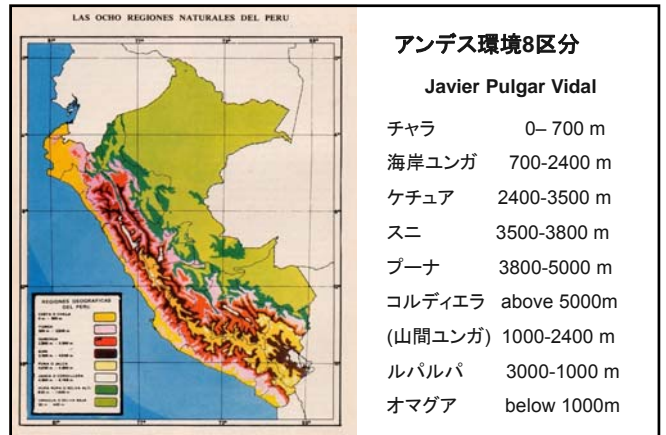 LAS OCHO REGIONES NATURALES DEL PERU
REGIONES GEOGRAFICAS
DEL PERU
アンデス環境8区分
Javier Pulgar Vidal
チャラ 0– 700 m
海岸ユンガ 700-2400 m
ケチュア 2400-3500 m
スニ 3500-3800 m
プーナ 3800-5000 m
コルディエラ above 5000m
(山間ユンガ) 1000-2400 m
ルパルパ 3000-1000 m
オマグア below 1000m